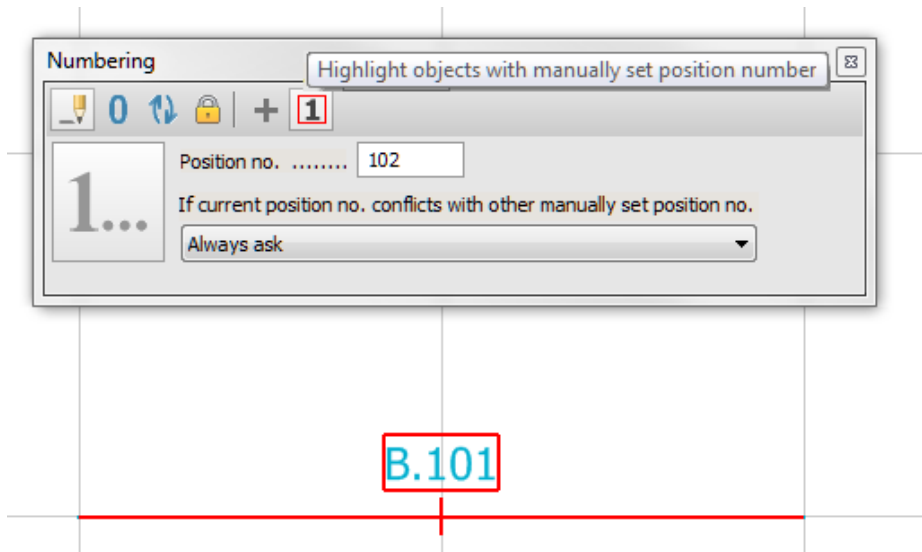 Numbering
Highlight objects with manually set position number
0
1
1...
Position no. ........ 102
If current position no. conflicts with other manually set position no.
Always ask
B.101